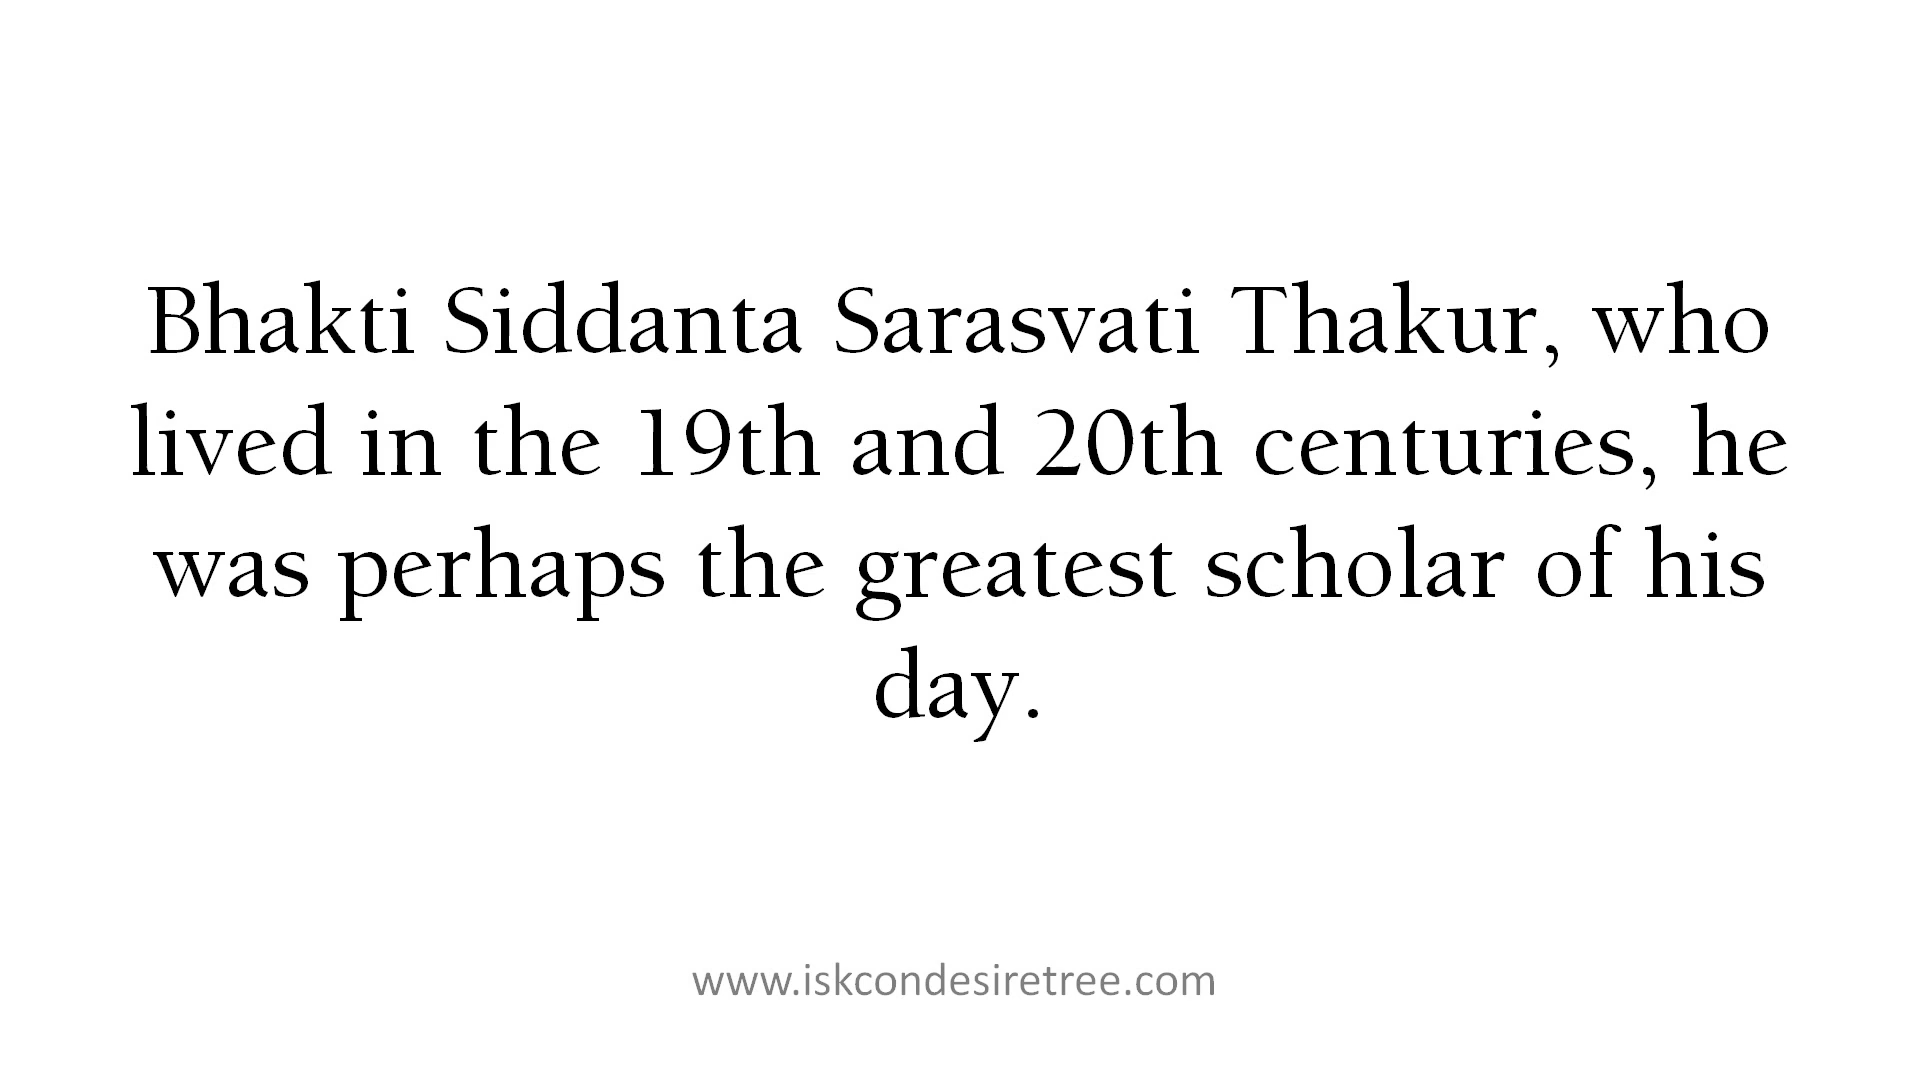 Bhakti Siddanta Sarasvati Thakur, who
lived in the 19th and 20th centuries, he
was perhaps the greatest scholar of his
day.
www.iskcondesiretree.com